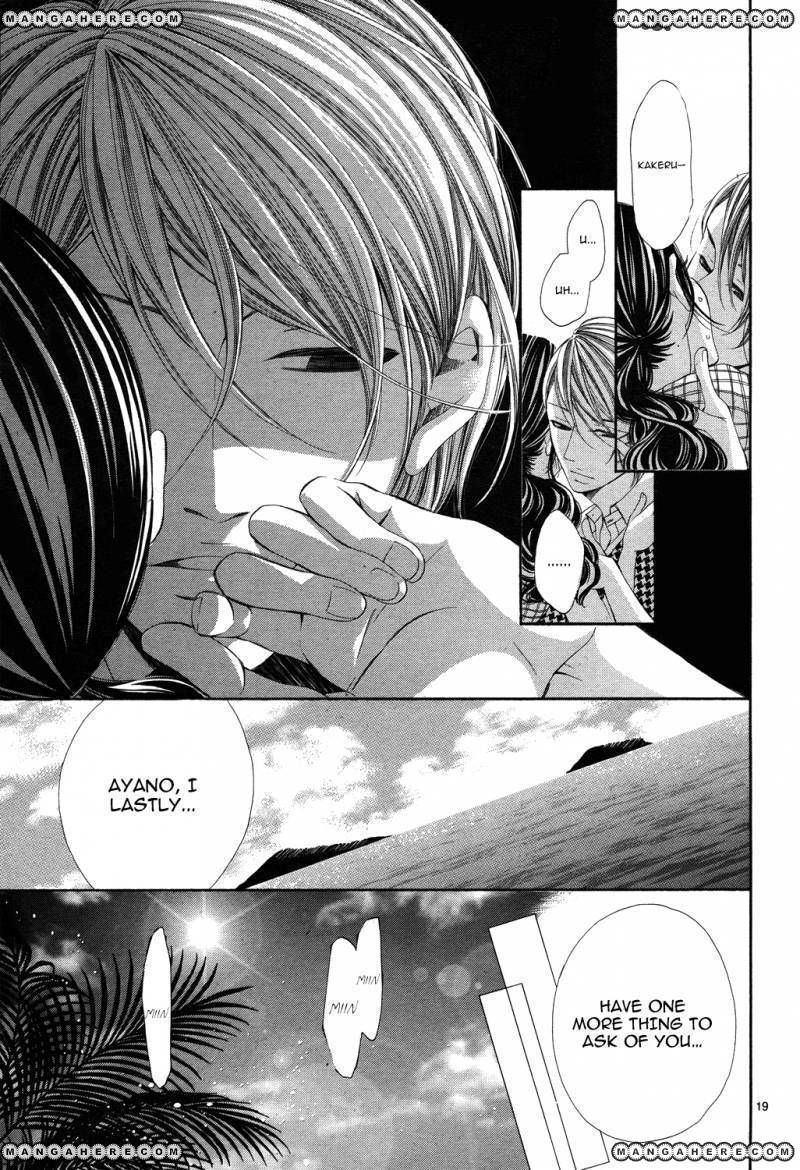 MANGAHERE.COM
MANGAHERE.COM
KAKERU—
U...
UH...
......
AYANO, I
LASTLY...
HAVE ONE
MORE THING TO
ASK OF YOU...
MIIN
MIIN
MIIN
19
MANGAHERE.COM
MANGAHERE.COM